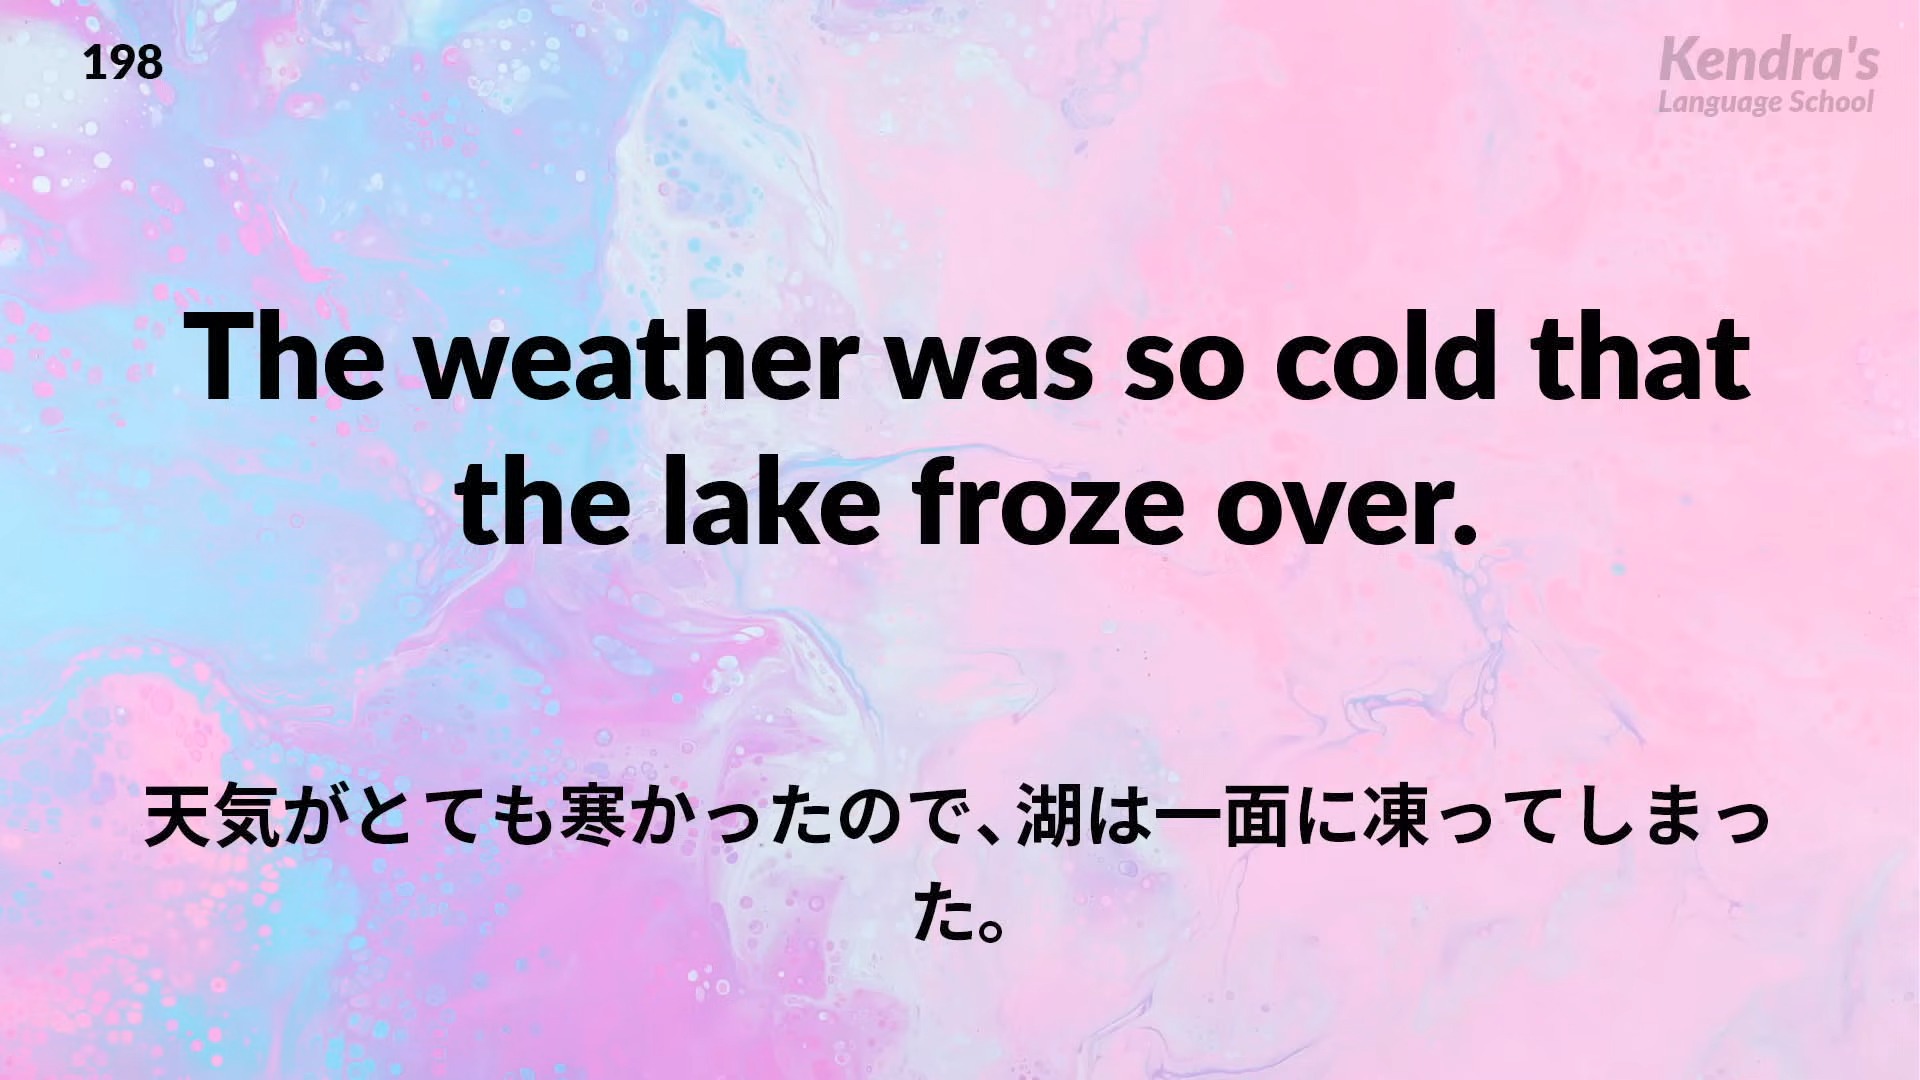 198
Kendra's
Language School
The weather was so cold that
the lake froze over.
天気がとても寒かったので、湖は一面に凍ってしまっ
た。